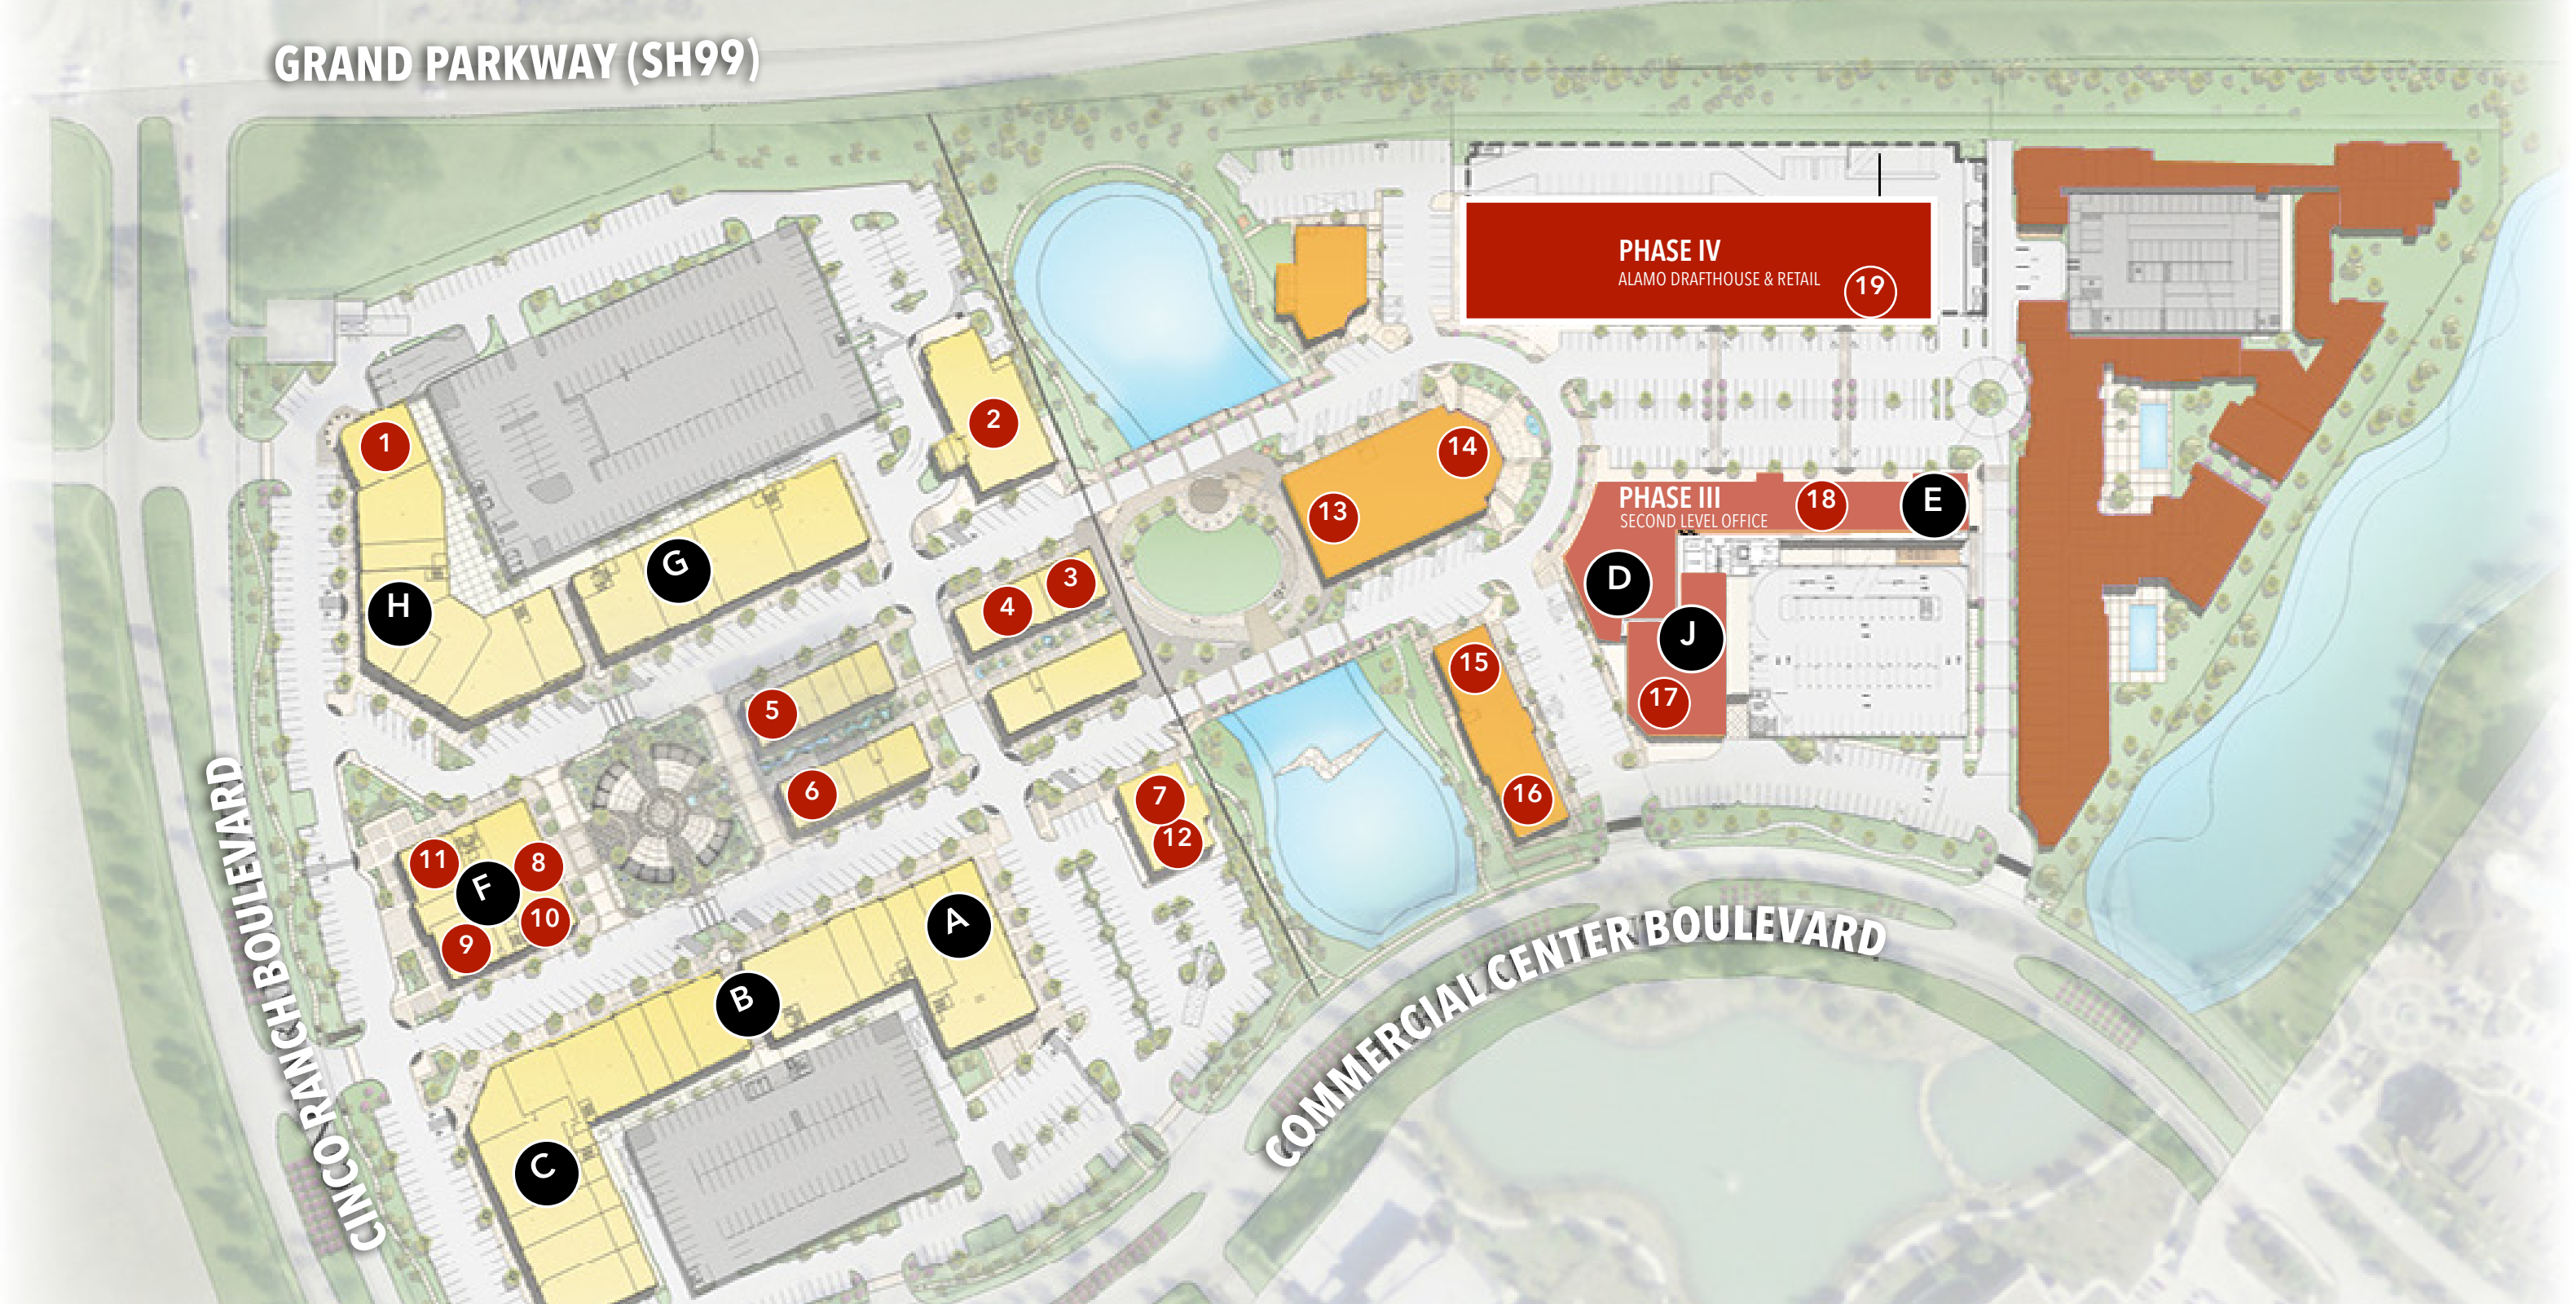 GRAND PARKWAY (SH99)
PHASE IV
ALAMO DRAFTHOUSE & RETAIL
19
1
2
14
13
PHASE III
SECOND LEVEL OFFICE
18
E
G
H
3
4
D
J
15
17
5
6
7
12
16
11
8
F
10
9
A
B
C
CINCO RANCH BOULEVARD
COMMERCIAL CENTER BOULEVARD